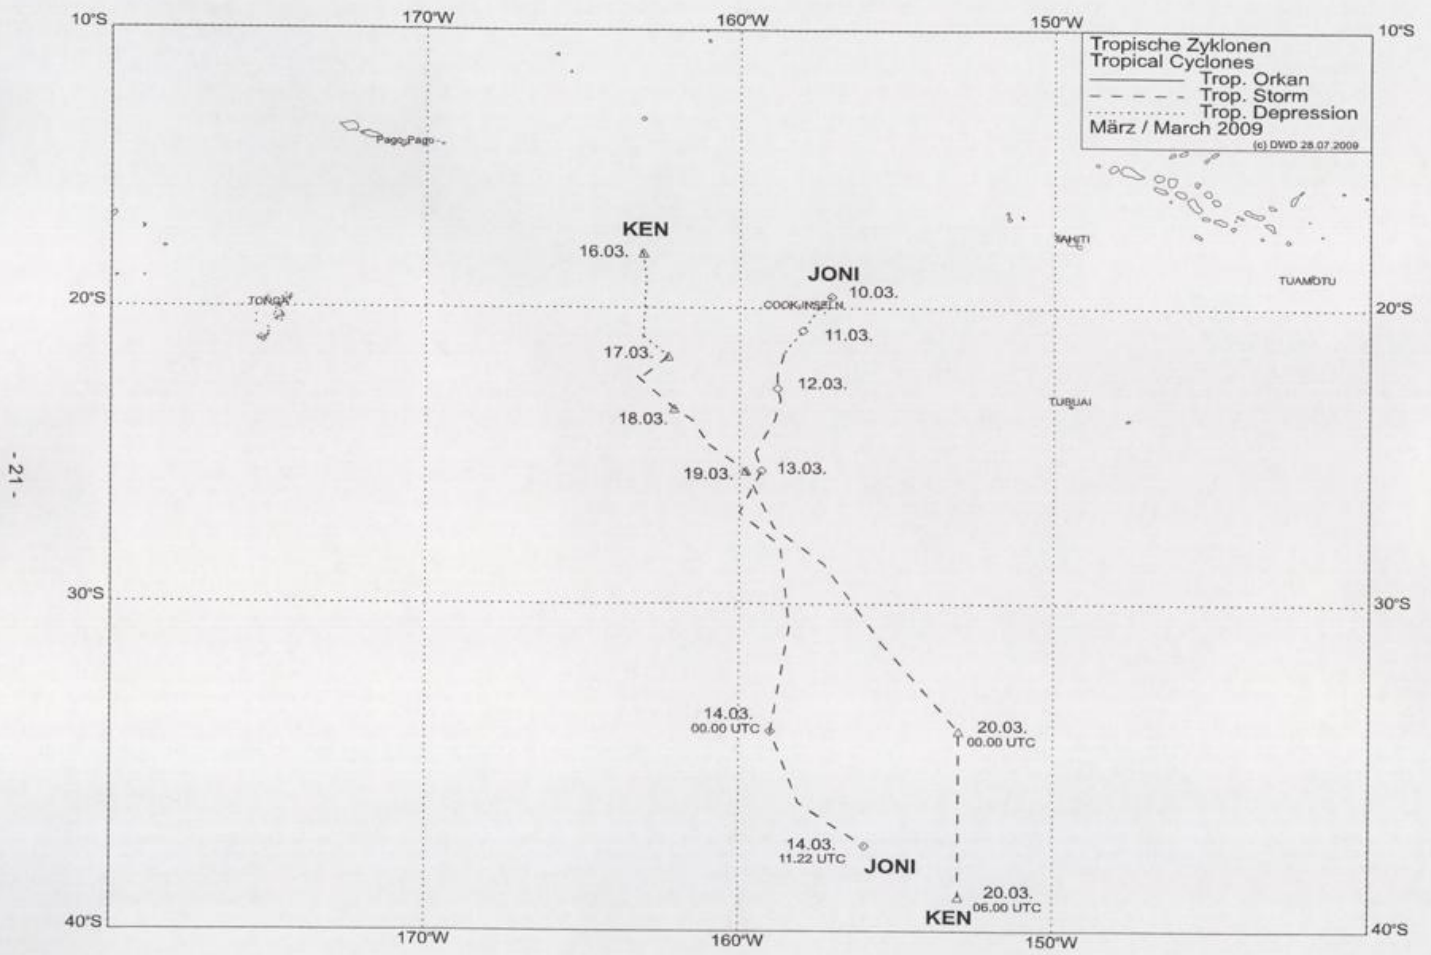 170°W 160°W 150°W
10°S 10°S
Tropische Zyklonen
Tropical Cyclones
Trop. Orkan
Trop. Storm
Trop. Depression
März / March 2009
(c) DWD 28.07.2009
Pago-Pago
KEN
16.03.
TAHITI
JONI
10.03.
TUAMOTU
20°S TONGA COOK-INSELN 20°S
11.03.
17.03.
12.03.
TUBUAI
18.03.
- 21 -
19.03. 13.03.
30°S 30°S
14.03.
00.00 UTC
20.03.
00.00 UTC
14.03.
11.22 UTC
JONI
20.03.
06.00 UTC
KEN
40°S 40°S
170°W 160°W 150°W